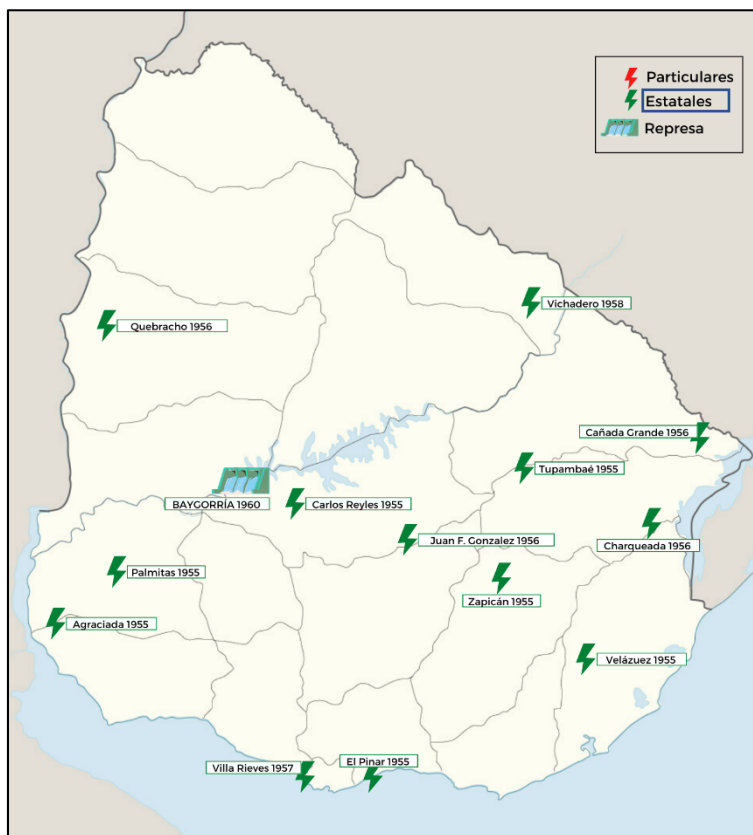 Particulares
Estatales
Represa
Vichadero 1958
Quebracho 1956
Cañada Grande 1956
Tupambaé 1955
BAYGORRÍA 1960
Carlos Reyles 1955
Juan F. Gonzalez 1956
Charqueada 1956
Palmitas 1955
Zapicán 1955
Agraciada 1955
Velázuez 1955
Villa Rieves 1957
El Pinar 1955